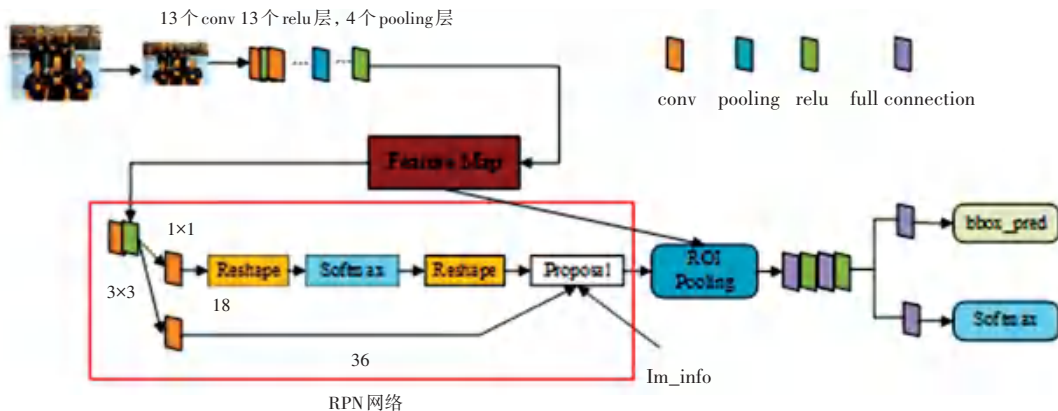 13个conv 13个relu层, 4个pooling层
conv pooling relu full connection
Feature Map
1×1
3×3
Reshape
Softmax
Reshape
Proposal
18
36
Im_info
RPN网络
ROI
Pooling
bbox_pred
Softmax